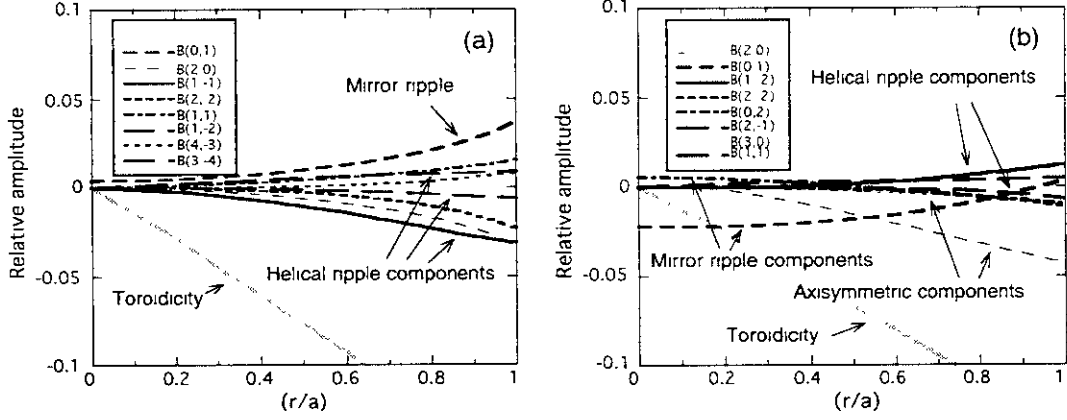 0.1
0.05
0
-0.05
-0.1
Relative amplitude
(a)
B(0,1)
B(2 0)
B(1 -1)
B(2, 2)
B(1,1)
B(1,-2)
B(4,-3)
B(3 -4)
Mirror ripple
Helical ripple components
Toroidicity
0 0.2 0.4 0.6 0.8 1
(r/a)
0.1
0.05
0
-0.05
-0.1
Relative amplitude
(b)
B(2 0)
B(0 1)
B(1 2)
B(2 2)
B(0,2)
B(2,-1)
B(3,0)
B(1,1)
Helical ripple components
Mirror ripple components
Axisymmetric components
Toroidicity
0 0.2 0.4 0.6 0.8 1
(r/a)